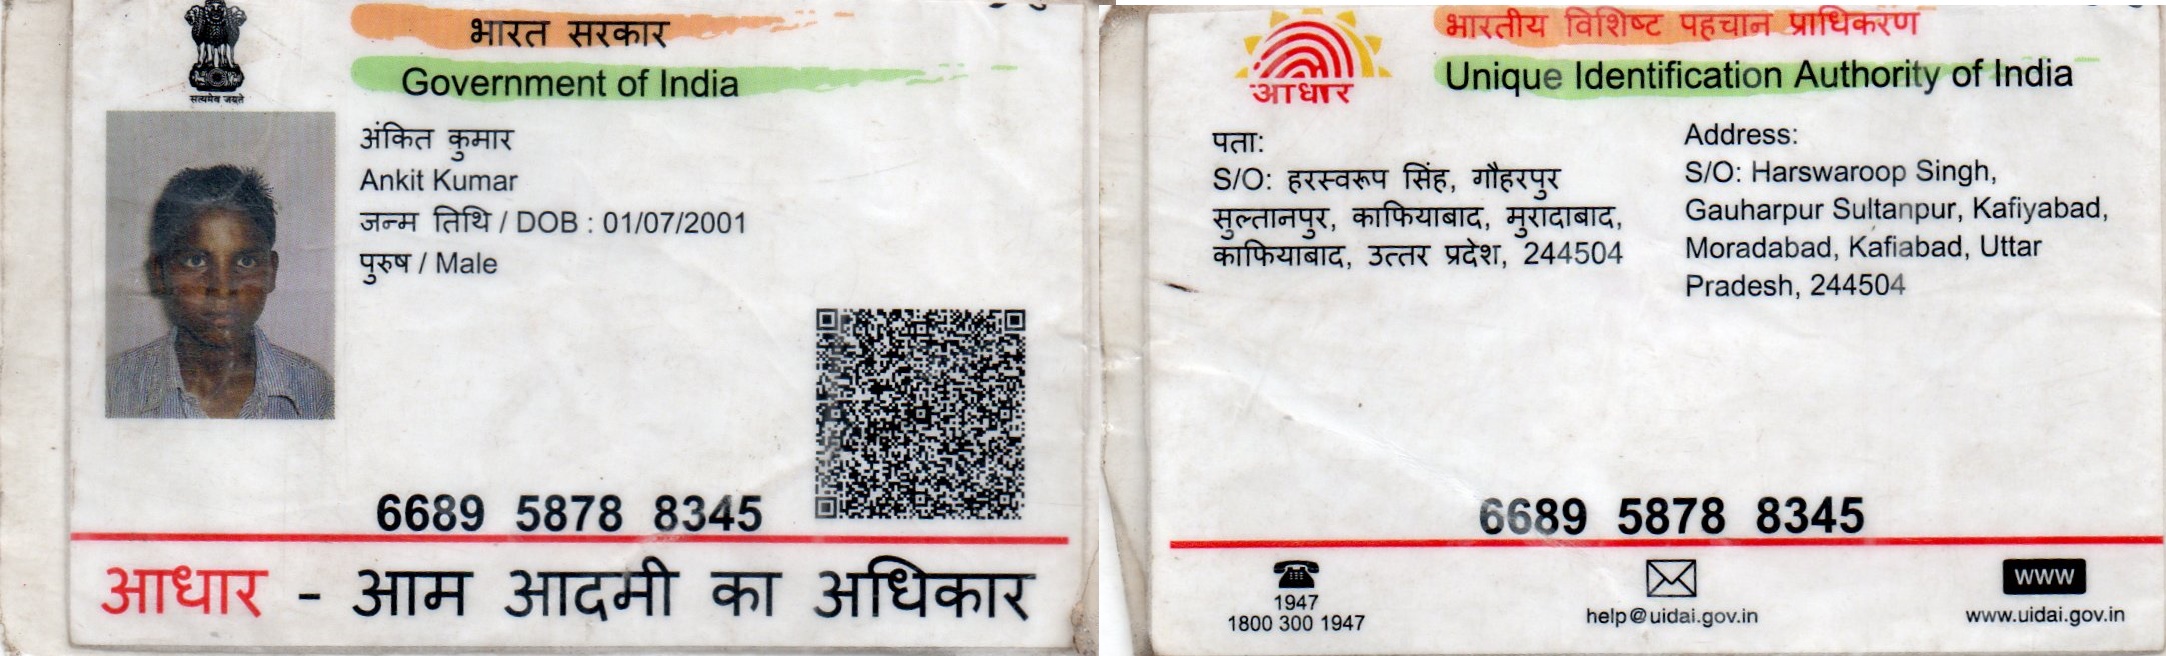 भारत सरकार
Government of India
सत्यमेव जयते
अंकित कुमार
Ankit Kumar
जन्म तिथि / DOB : 01/07/2001
पुरुष / Male
6689 5878 8345
आधार - आम आदमी का अधिकार
भारतीय विशिष्ट पहचान प्राधिकरण
Unique Identification Authority of India
आधार
पता:
S/O: हरस्वरूप सिंह, गौहरपुर
सुल्तानपुर, काफियाबाद, मुरादाबाद,
काफियाबाद, उत्तर प्रदेश, 244504
Address:
S/O: Harswaroop Singh,
Gauharpur Sultanpur, Kafiyabad,
Moradabad, Kafiabad, Uttar
Pradesh, 244504
6689 5878 8345
1947
1800 300 1947
help@uidai.gov.in
www
www.uidai.gov.in